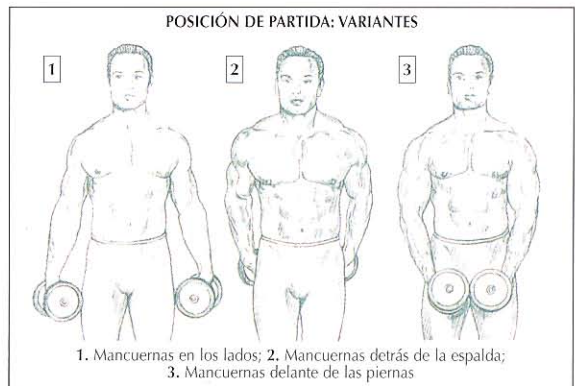 POSICIÓN DE PARTIDA: VARIANTES
1 2 3
1. Mancuernas en los lados; 2. Mancuernas detrás de la espalda;
3. Mancuernas delante de las piernas